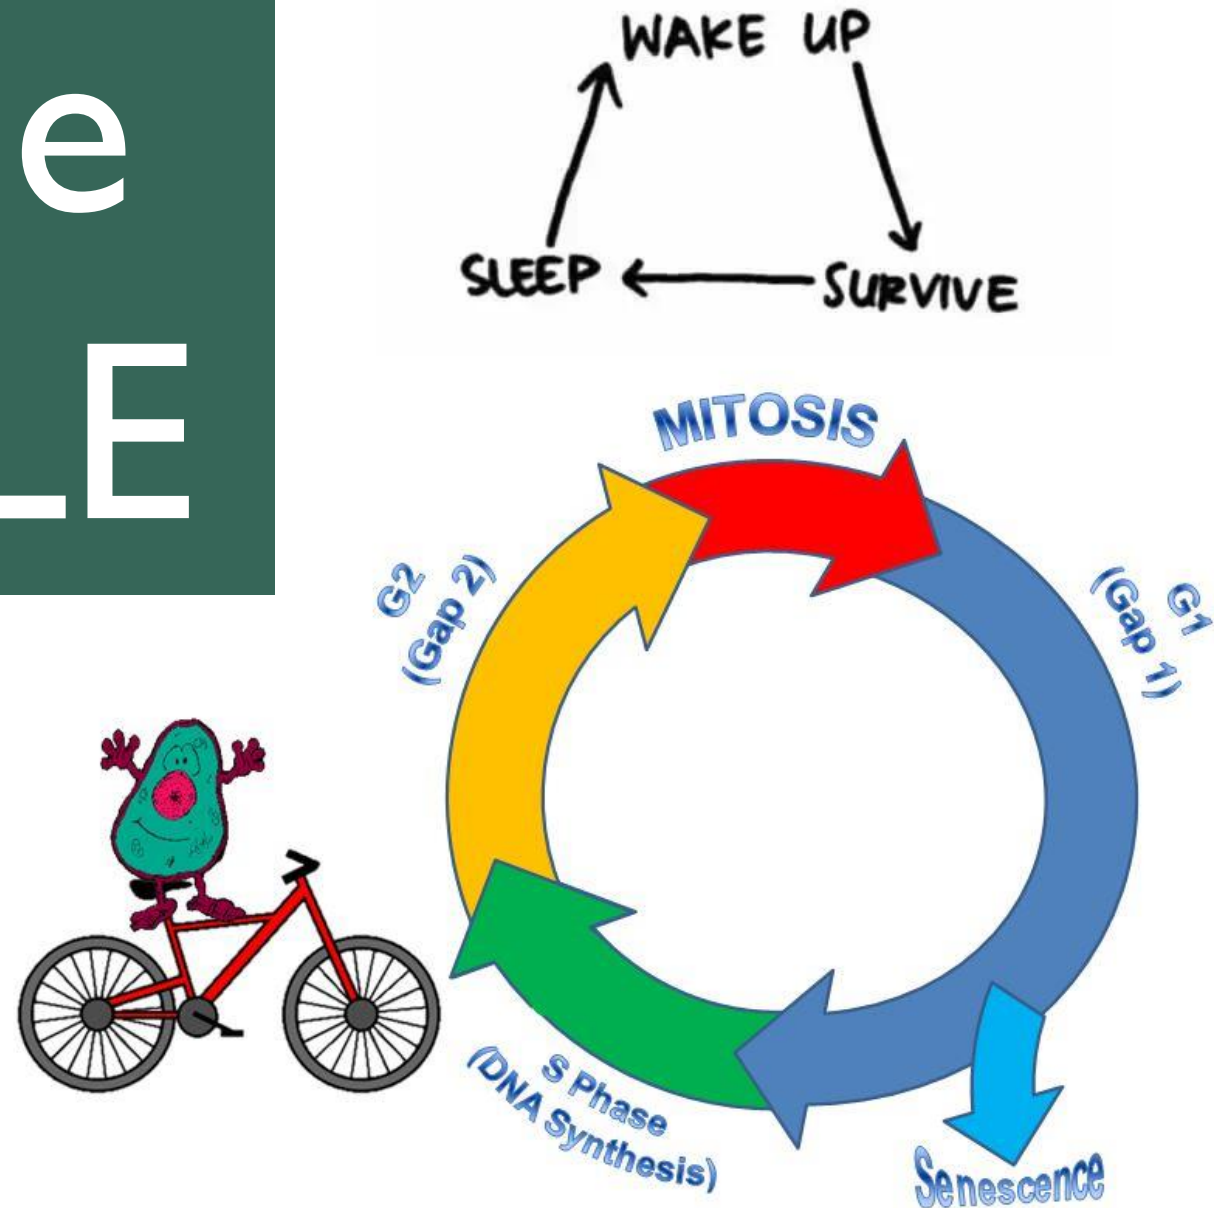 e
LE
WAKE UP
SLEEP
SURVIVE
MITOSIS
G2
(Gap 2)
G1
(Gap 1)
S Phase
(DNA Synthesis)
Senescence